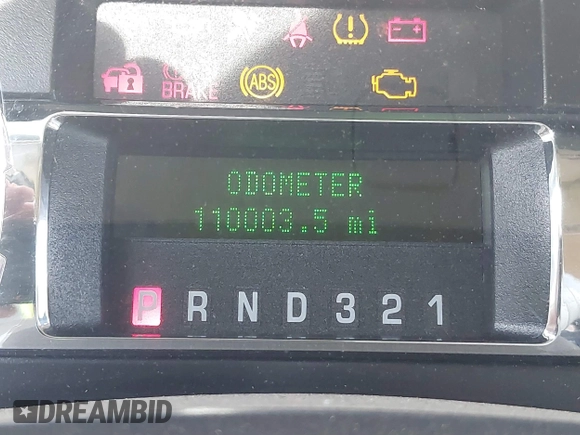 BRAKE
ABS
ODOMETER
110003.5 mi
P R N D 3 2 1
DREAMBID